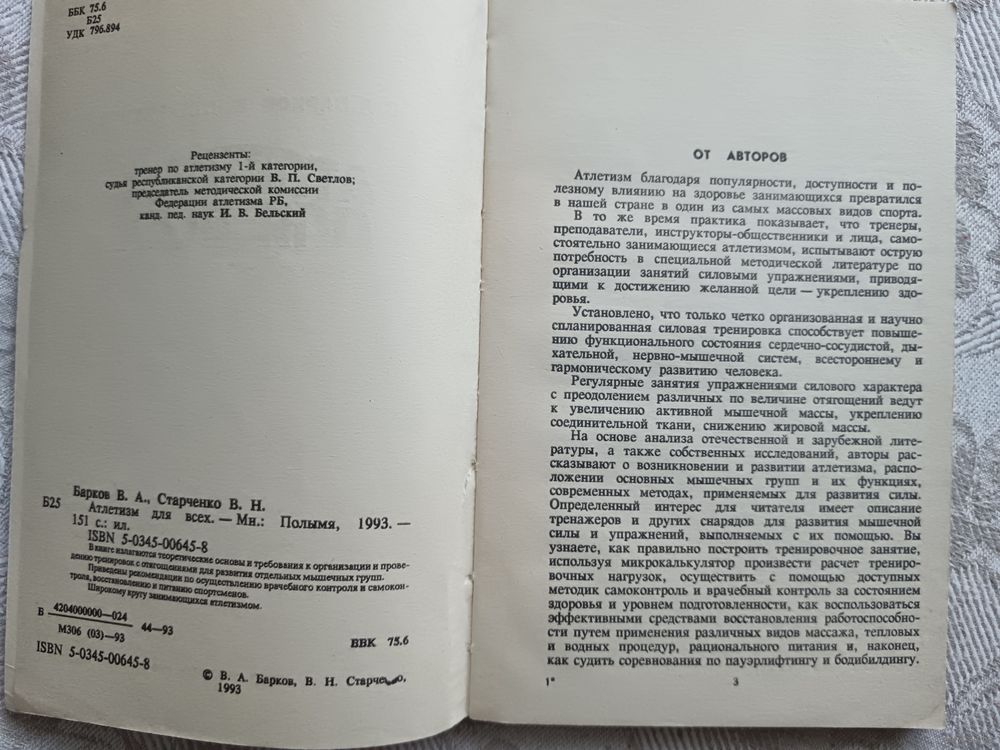 ББК 75.6
Б25
УДК 796.894
Рецензенты:
тренер по атлетизму 1-й категории,
судья республиканской категории В. П. Светлов;
председатель методической комиссии
Федерации атлетизма РБ,
канд. пед. наук И. В. Бельский
Барков В. А., Старченко В. Н.
Б25 Атлетизм для всех. — Мн.: Полымя, 1993. —
151 с.: ил.
ISBN 5-0345-00645-8
В книге излагаются теоретические основы и требования к организации и прове-
дению тренировок с отягощениями для развития отдельных мышечных групп.
Приведены рекомендации по осуществлению врачебного контроля и самокон-
троля, восстановлению и питанию спортсменов.
Широкому кругу занимающихся атлетизмом.
В 4204000000—024 44—93
М306 (03)—93
ББК 75.6
ISBN 5-0345-00645-8
© В. А. Барков, В. Н. Старченко,
1993
ОТ АВТОРОВ
Атлетизм благодаря популярности, доступности и по-
лезному влиянию на здоровье занимающихся превратился
в нашей стране в один из самых массовых видов спорта.
В то же время практика показывает, что тренеры,
преподаватели, инструкторы-общественники и лица, само-
стоятельно занимающиеся атлетизмом, испытывают острую
потребность в специальной методической литературе по
организации занятий силовыми упражнениями, приводя-
щими к достижению желанной цели — укреплению здо-
ровья.
Установлено, что только четко организованная и научно
спланированная силовая тренировка способствует повыше-
нию функционального состояния сердечно-сосудистой, ды-
хательной, нервно-мышечной систем, всестороннему и
гармоническому развитию человека.
Регулярные занятия упражнениями силового характера
с преодолением различных по величине отягощений ведут
к увеличению активной мышечной массы, укреплению
соединительной ткани, снижению жировой массы.
На основе анализа отечественной и зарубежной лите-
ратуры, а также собственных исследований, авторы рас-
сказывают о возникновении и развитии атлетизма, распо-
ложении основных мышечных групп и их функциях,
современных методах, применяемых для развития силы.
Определенный интерес для читателя имеет описание
тренажеров и других снарядов для развития мышечной
силы и упражнений, выполняемых с их помощью. Вы
узнаете, как правильно построить тренировочное занятие,
используя микрокалькулятор произвести расчет трениро-
вочных нагрузок, осуществить с помощью доступных
методик самоконтроль и врачебный контроль за состоянием
здоровья и уровнем подготовленности, как воспользоваться
эффективными средствами восстановления работоспособно-
сти путем применения различных видов массажа, тепловых
и водных процедур, рационального питания и, наконец,
как судить соревнования по пауэрлифтингу и бодибилдингу.
1* 3